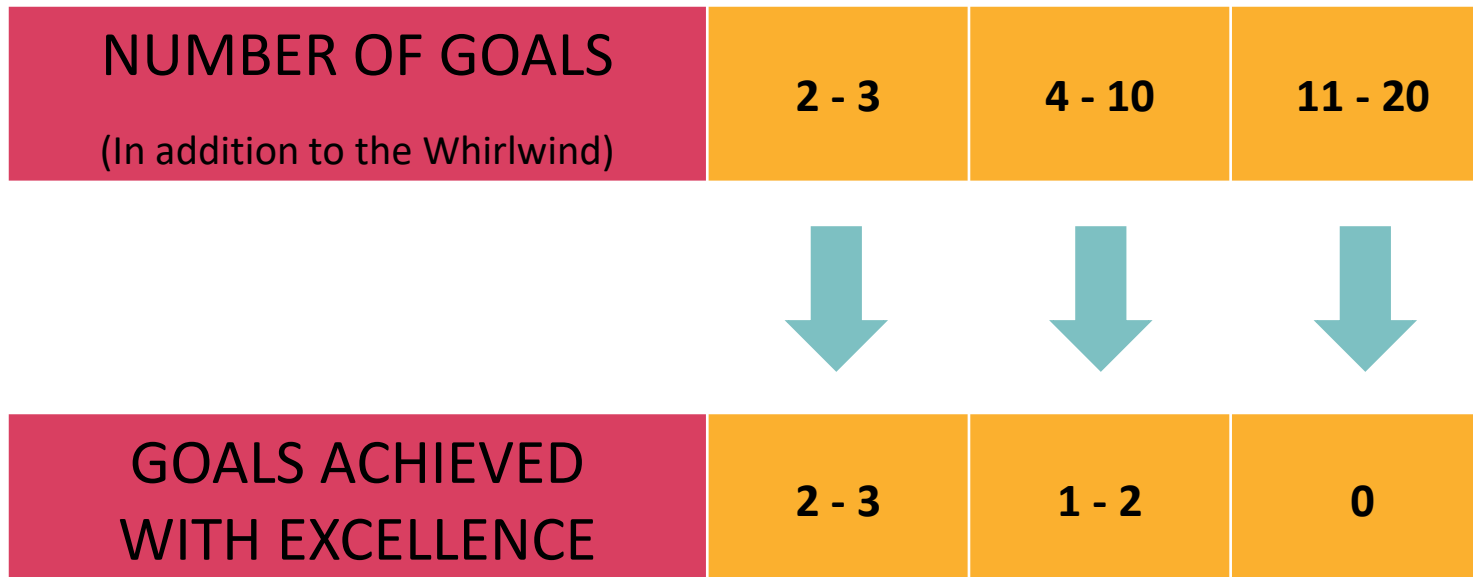 NUMBER OF GOALS
(In addition to the Whirlwind)
2 - 3
4 - 10
11 - 20
GOALS ACHIEVED
WITH EXCELLENCE
2 - 3
1 - 2
0